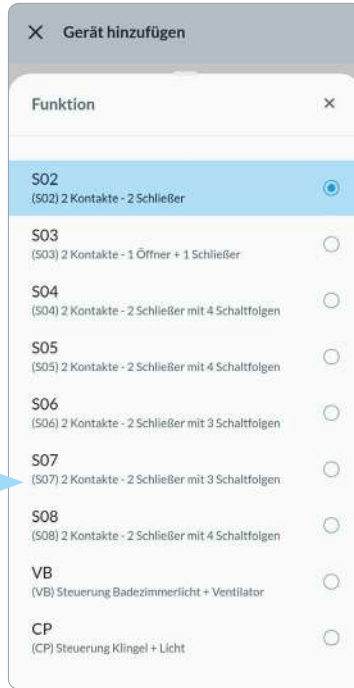 Gerät hinzufügen
Funktion
S02
(S02) 2 Kontakte - 2 Schließer
S03
(S03) 2 Kontakte - 1 Öffner + 1 Schließer
S04
(S04) 2 Kontakte - 2 Schließer mit 4 Schaltfolgen
S05
(S05) 2 Kontakte - 2 Schließer mit 4 Schaltfolgen
S06
(S06) 2 Kontakte - 2 Schließer mit 3 Schaltfolgen
S07
(S07) 2 Kontakte - 2 Schließer mit 3 Schaltfolgen
S08
(S08) 2 Kontakte - 2 Schließer mit 4 Schaltfolgen
VB
(VB) Steuerung Badezimmerlicht + Ventilator
CP
(CP) Steuerung Klingel + Licht